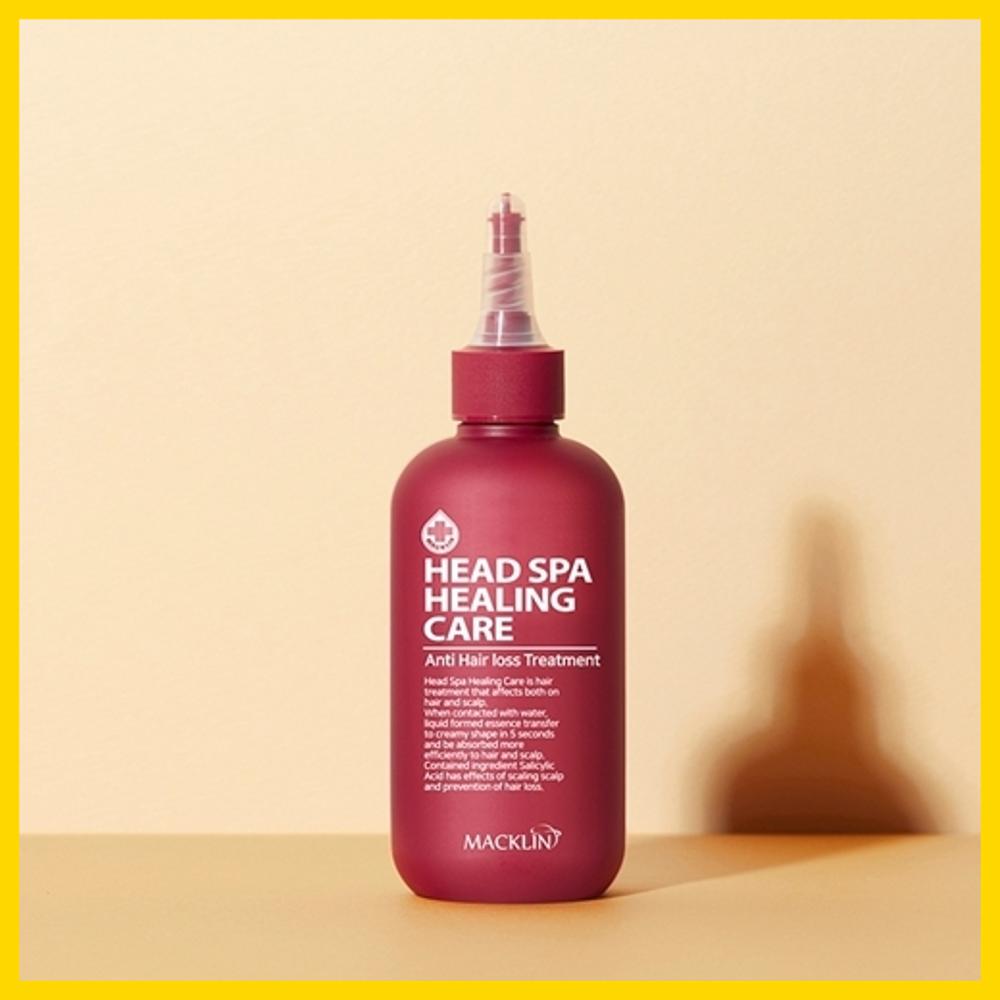 HEAD SPA
HEALING
CARE
Anti Hair loss Treatment
Head Spa Healing Care is hair
treatment that affects both on
hair and scalp.
When contacted with water,
liquid formed essence transfer
to creamy shape in 5 seconds
and be absorbed more
efficiently to hair and scalp,
Contained ingredient Salicylic
Acid has effects of scaling scalp
and prevention of hair loss.
MACKLIN